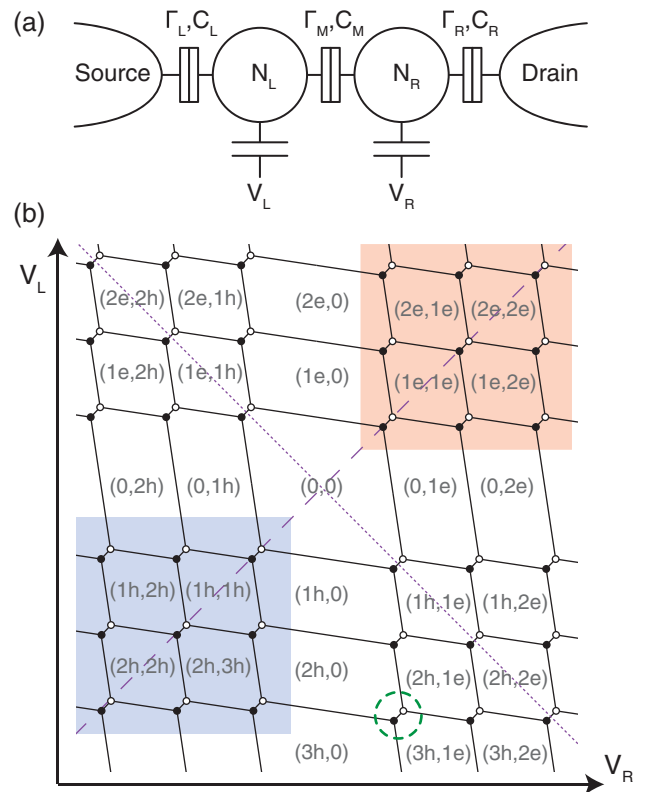 (a)
Γ_L,C_L Γ_M,C_M Γ_R,C_R
Source N_L N_R Drain
V_L V_R
(b)
V_L
(2e,2h) (2e,1h) (2e,0) (2e,1e) (2e,2e)
(1e,2h) (1e,1h) (1e,0) (1e,1e) (1e,2e)
(0,2h) (0,1h) (0,0) (0,1e) (0,2e)
(1h,2h) (1h,1h) (1h,0) (1h,1e) (1h,2e)
(2h,2h) (2h,3h) (2h,0) (2h,1e) (2h,2e)
(3h,0) (3h,1e) (3h,2e)
V_R